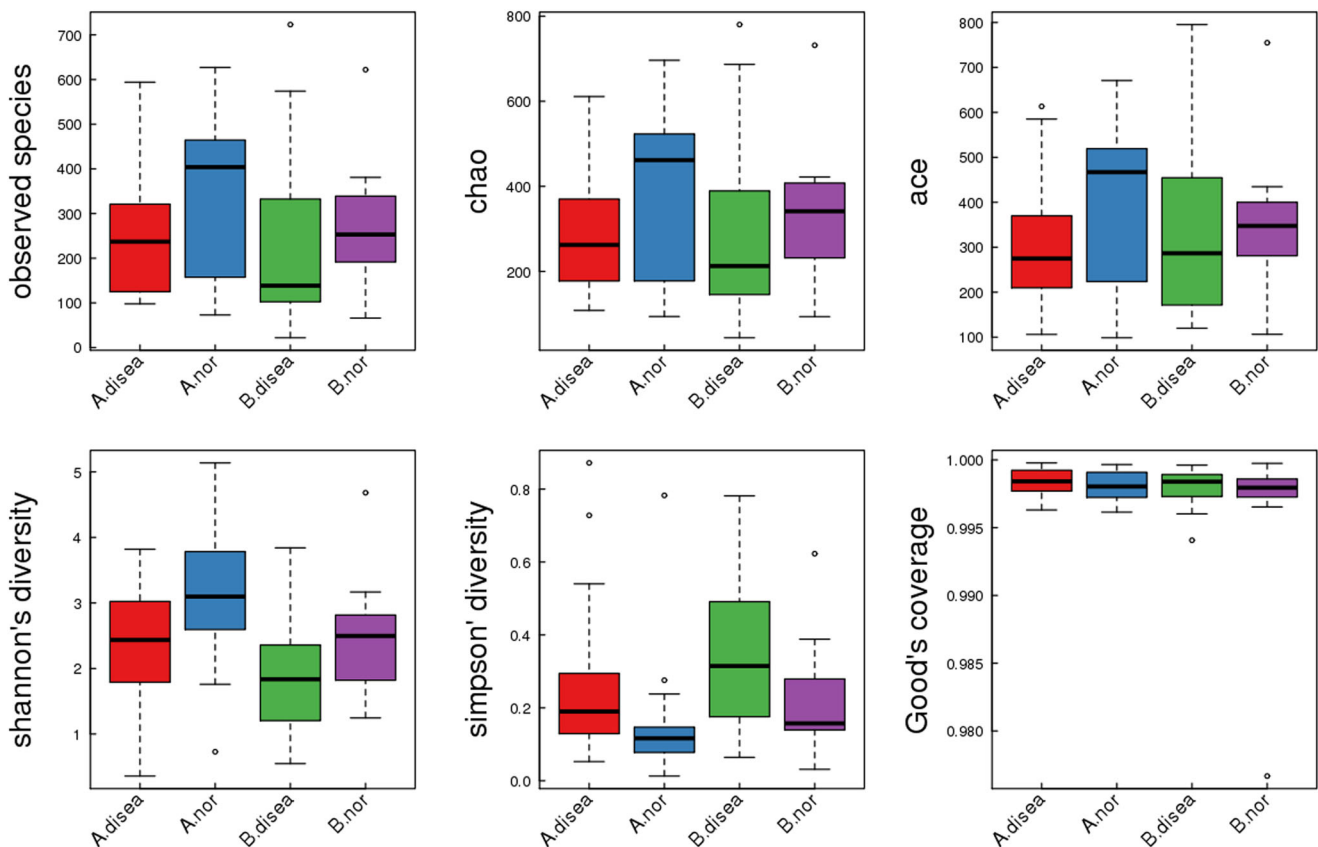 observed species
700
600
500
400
300
200
100
0
A.disea
A.nor
B.disea
B.nor
chao
800
600
400
200
A.disea
A.nor
B.disea
B.nor
ace
800
700
600
500
400
300
200
100
A.disea
A.nor
B.disea
B.nor
shannon's diversity
5
4
3
2
1
A.disea
A.nor
B.disea
B.nor
simpson' diversity
0.8
0.6
0.4
0.2
0.0
A.disea
A.nor
B.disea
B.nor
Good's coverage
1.000
0.995
0.990
0.985
0.980
A.disea
A.nor
B.disea
B.nor